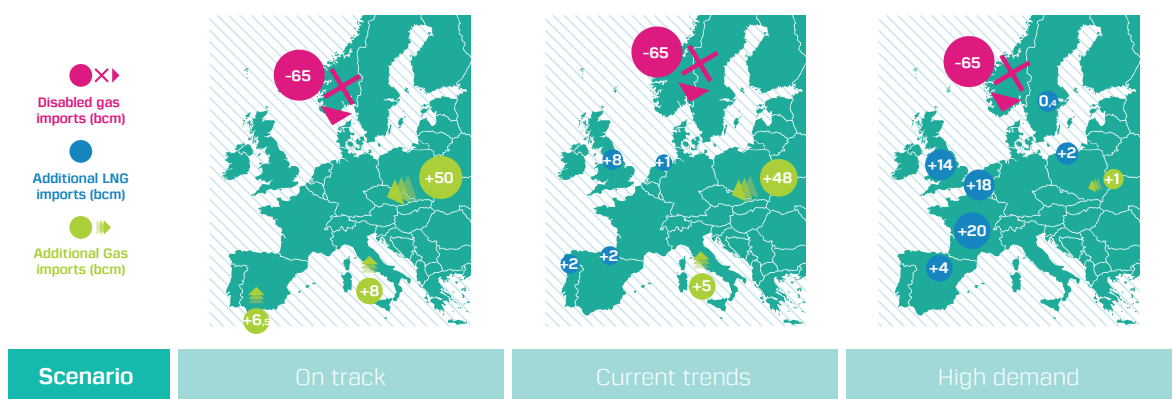 Disabled gas
imports (bcm)
Additional LNG
imports (bcm)
Additional Gas
imports (bcm)
-65
+50
+8
+6,5
-65
+8
+1
+48
+2
+2
+5
-65
0,4
+2
+14
+18
+1
+20
+4
Scenario
On track
Current trends
High demand